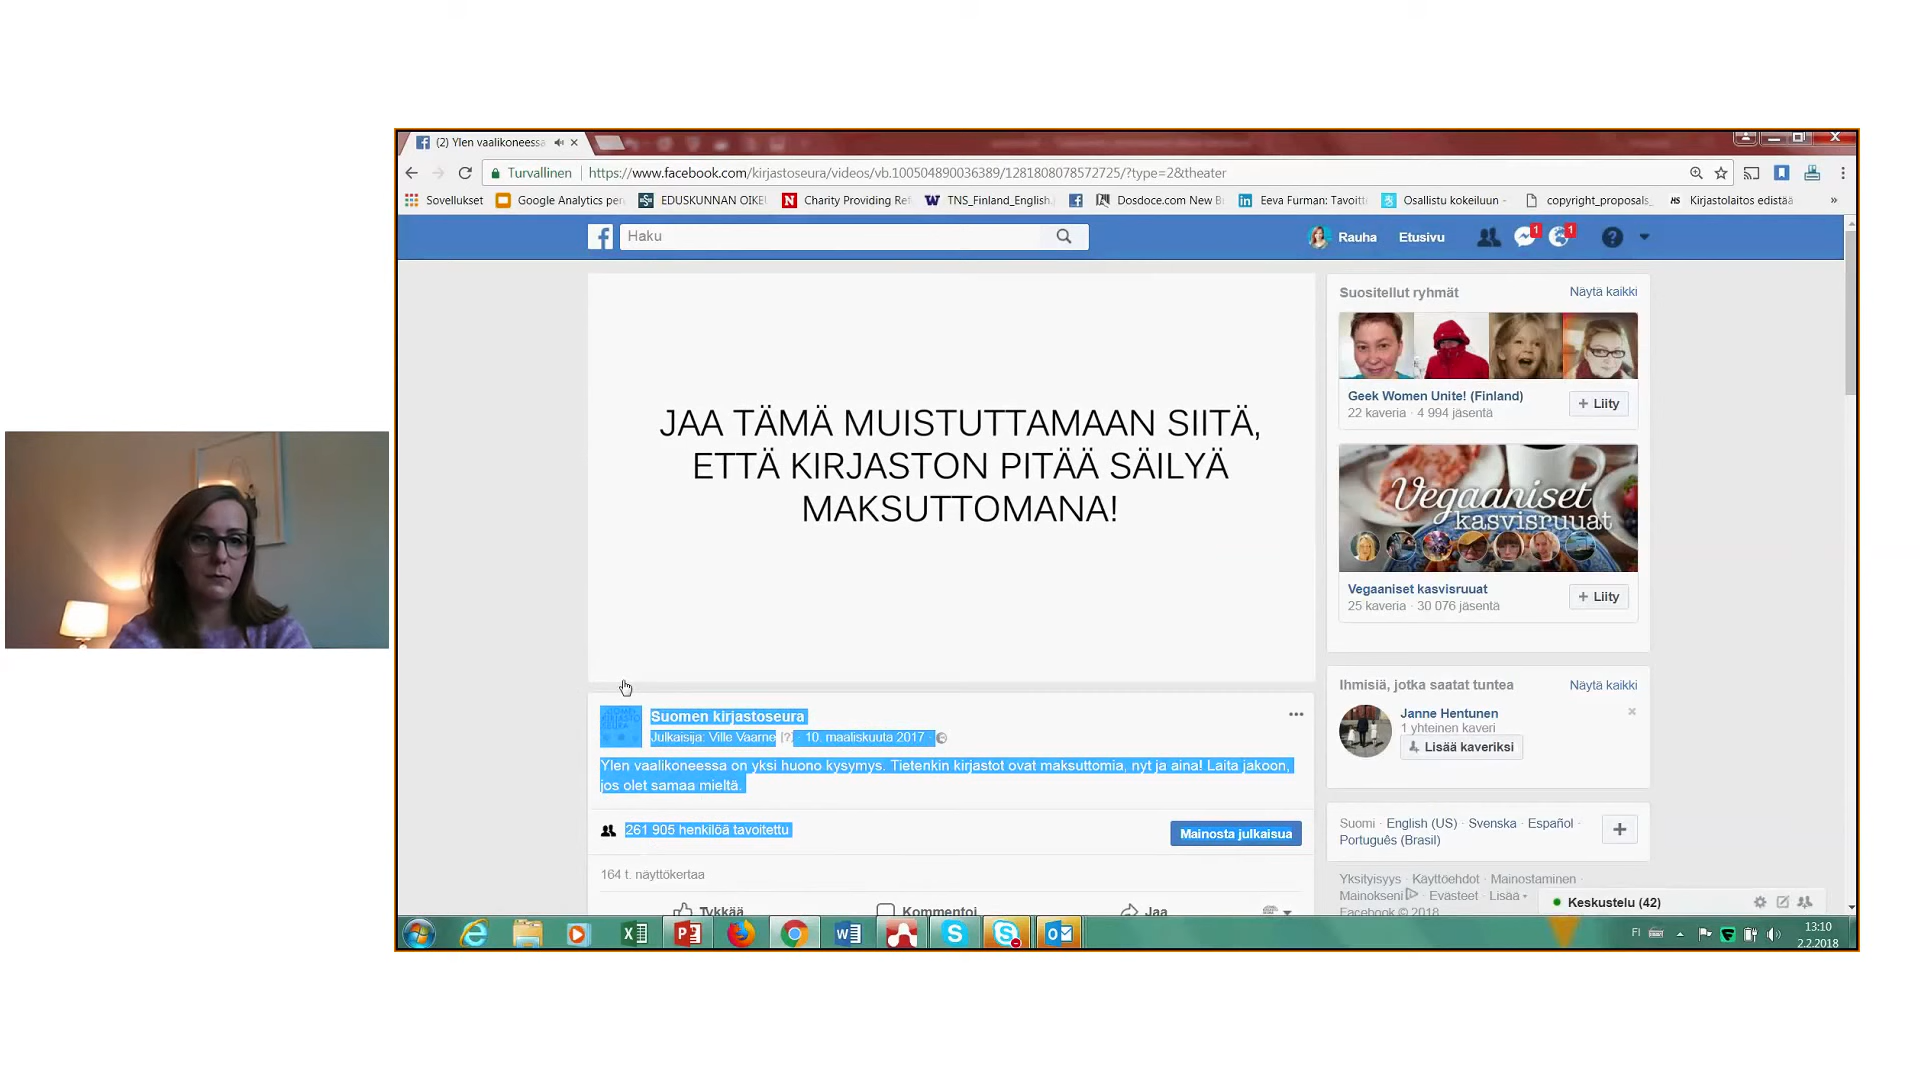 (2) Ylen vaalikoneessa
Turvallinen
https://www.facebook.com/kirjastoseura/videos/vb.100504890036389/1281808078572725/?type=2&theater
Sovellukset
Google Analytics per
EDUSKUNNAN OIKE
Charity Providing Ref
TNS_Finland_English.
Dosdoce.com New B
Eeva Furman: Tavoitt
Osallistu kokeiluun -
copyright_proposals_
Kirjastolaitos edistää
»
Haku
Rauha
Etusivu
1
1
JAA TÄMÄ MUISTUTTAMAAN SIITÄ,
ETTÄ KIRJASTON PITÄÄ SÄILYÄ
MAKSUTTOMANA!
Suomen kirjastoseura
Julkaisija: Ville Vaarne [?] · 10. maaliskuuta 2017 ·
Ylen vaalikoneessa on yksi huono kysymys. Tietenkin kirjastot ovat maksuttomia, nyt ja aina! Laita jakoon,
jos olet samaa mieltä.
261 905 henkilöä tavoitettu
Mainosta julkaisua
164 t. näyttökertaa
Tykkää
Kommentoi
Jaa
Suositellut ryhmät
Näytä kaikki
Geek Women Unite! (Finland)
22 kaveria · 4 994 jäsentä
+ Liity
Vegaaniset
kasvisruuat
Vegaaniset kasvisruuat
25 kaveria · 30 076 jäsentä
+ Liity
Ihmisiä, jotka saatat tuntea
Näytä kaikki
Janne Hentunen
1 yhteinen kaveri
Lisää kaveriksi
Suomi · English (US) · Svenska · Español ·
Português (Brasil)
Yksityisyys · Käyttöehdot · Mainostaminen ·
Mainokseni · Evästeet · Lisää
Facebook © 2018
Keskustelu (42)
FI
13:10
2.2.2018